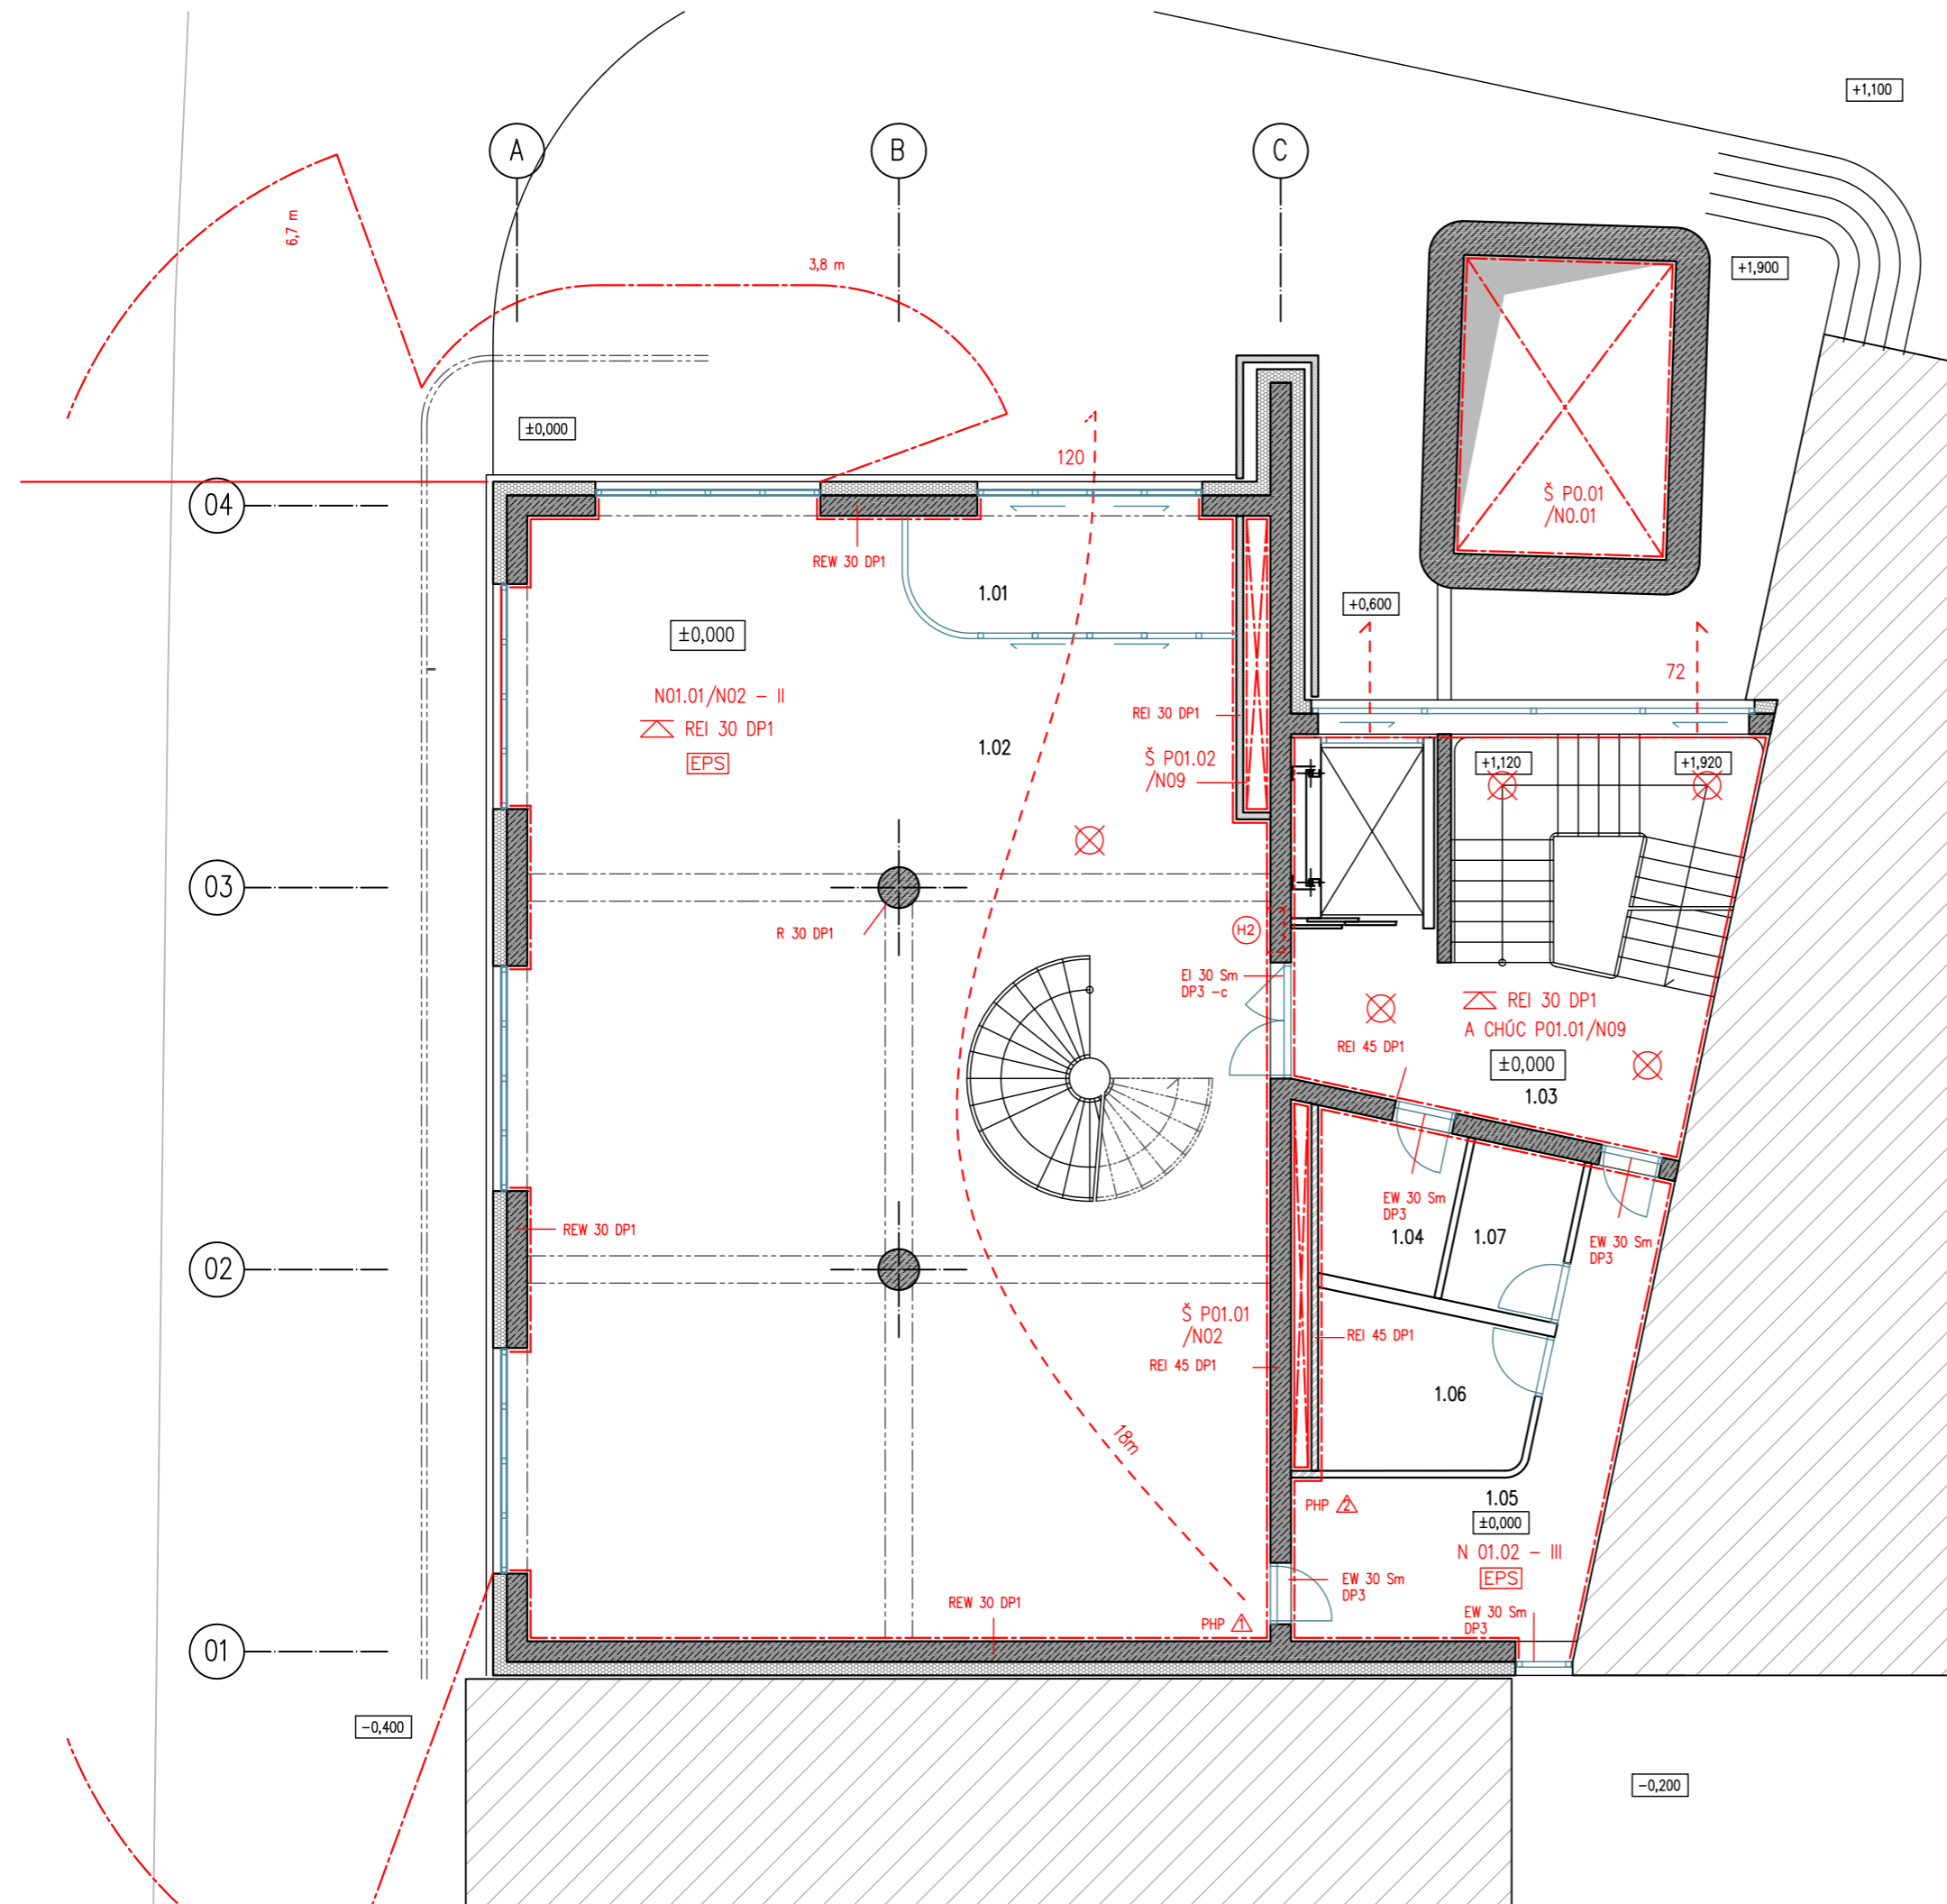 +1,100
A
B
C
6,7 m
3,8 m
+1,900
±0,000
120
04
Š P0.01
/N0.01
REW 30 DP1
1.01
+0,600
±0,000
72
N01.01/N02 - II
REI 30 DP1
EPS
REI 30 DP1
1.02
Š P01.02
/N09
+1,120
+1,920
03
R 30 DP1
H2
EI 30 Sm
DP3 -c
REI 30 DP1
A CHÚC P01.01/N09
REI 45 DP1
±0,000
1.03
EW 30 Sm
DP3
1.04
1.07
EW 30 Sm
DP3
REW 30 DP1
02
Š P01.01
/N02
REI 45 DP1
REI 45 DP1
1.06
18m
PHP 2
1.05
±0,000
N 01.02 - III
EPS
EW 30 Sm
DP3
REW 30 DP1
PHP 1
EW 30 Sm
DP3
01
-0,400
-0,200